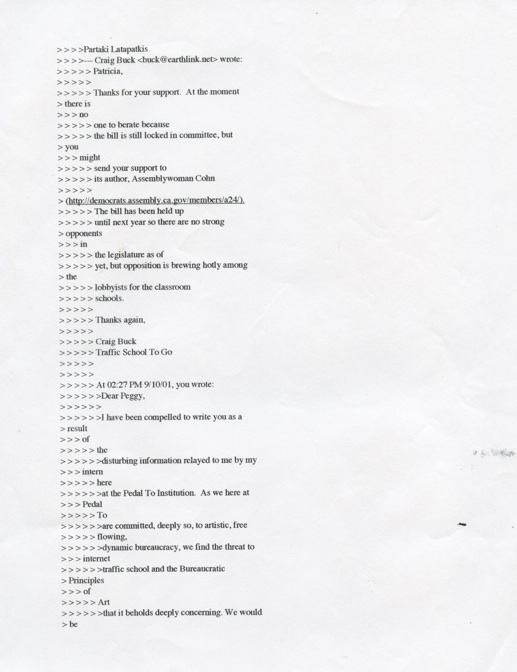 > > > >Partaki Latapatkis
> > > >--- Craig Buck <buck@earthlink.net> wrote:
> > > > > Patricia,
> > > > >
> > > > > Thanks for your support.  At the moment
> there is
> > > no
> > > > > one to berate because
> > > > > the bill is still locked in committee, but
> you
> > > might
> > > > > send your support to
> > > > > its author, Assemblywoman Cohn
> > > > >
> (http://democrats.assembly.ca.gov/members/a24/).
> > > > > The bill has been held up
> > > > > until next year so there are no strong
> opponents
> > > in
> > > > > the legislature as of
> > > > > yet, but opposition is brewing hotly among
> the
> > > > > lobbyists for the classroom
> > > > > schools.
> > > > >
> > > > > Thanks again,
> > > > >
> > > > > Craig Buck
> > > > > Traffic School To Go
> > > > >
> > > > >
> > > > > At 02:27 PM 9/10/01, you wrote:
> > > > > >Dear Peggy,
> > > > > >
> > > > > >I have been compelled to write you as a
> result
> > > of
> > > > > the
> > > > > >disturbing information relayed to me by my
> > > intern
> > > > > here
> > > > > >at the Pedal To Institution.  As we here at
> > > Pedal
> > > > > To
> > > > > >are committed, deeply so, to artistic, free
> > > > > flowing,
> > > > > >dynamic bureaucracy, we find the threat to
> > > internet
> > > > > >traffic school and the Bureaucratic
> Principles
> > > of
> > > > > Art
> > > > > >that it beholds deeply concerning. We would
> be